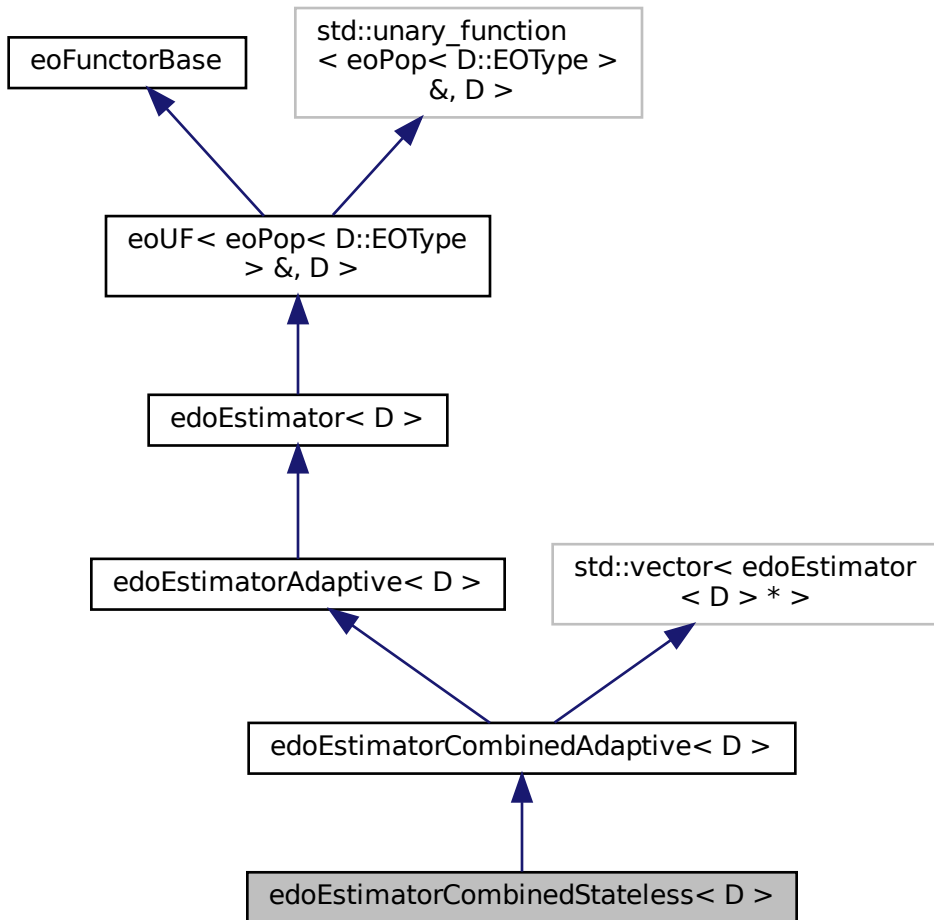 eoFunctorBase
std::unary_function
< eoPop< D::EOType >
&, D >
eoUF< eoPop< D::EOType
> &, D >
edoEstimator< D >
edoEstimatorAdaptive< D >
std::vector< edoEstimator
< D > * >
edoEstimatorCombinedAdaptive< D >
edoEstimatorCombinedStateless< D >